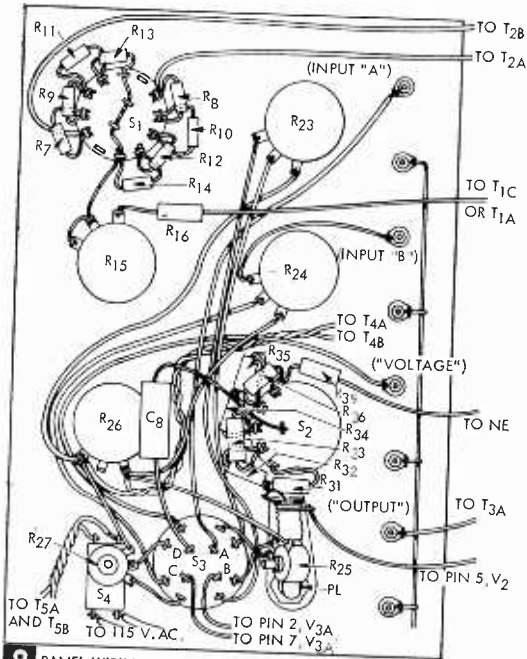 R11
R13
TO T2B
TO T2A
(INPUT "A")
R9
R8
R23
S1
R10
R7
R12
R14
TO T1C
OR T1A
R16
R15
(INPUT "B")
R24
TO T4A
TO T4B
R35
("VOLTAGE")
R26
C8
R36
S2
R34
TO NE
R33
R32
R31
("OUTPUT")
TO T3A
R27
D
A
S3
C
B
R25
S4
PL
TO PIN 5, V2
TO T5A
AND T5B
TO 115 V. AC
TO PIN 2, V3A
TO PIN 7, V3A